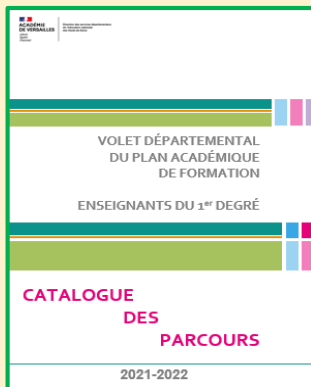 ACADÉMIE
DE VERSAILLES
VOLET DÉPARTEMENTAL
DU PLAN ACADÉMIQUE
DE FORMATION
ENSEIGNANTS DU 1er DEGRÉ
CATALOGUE
DES
PARCOURS
2021-2022